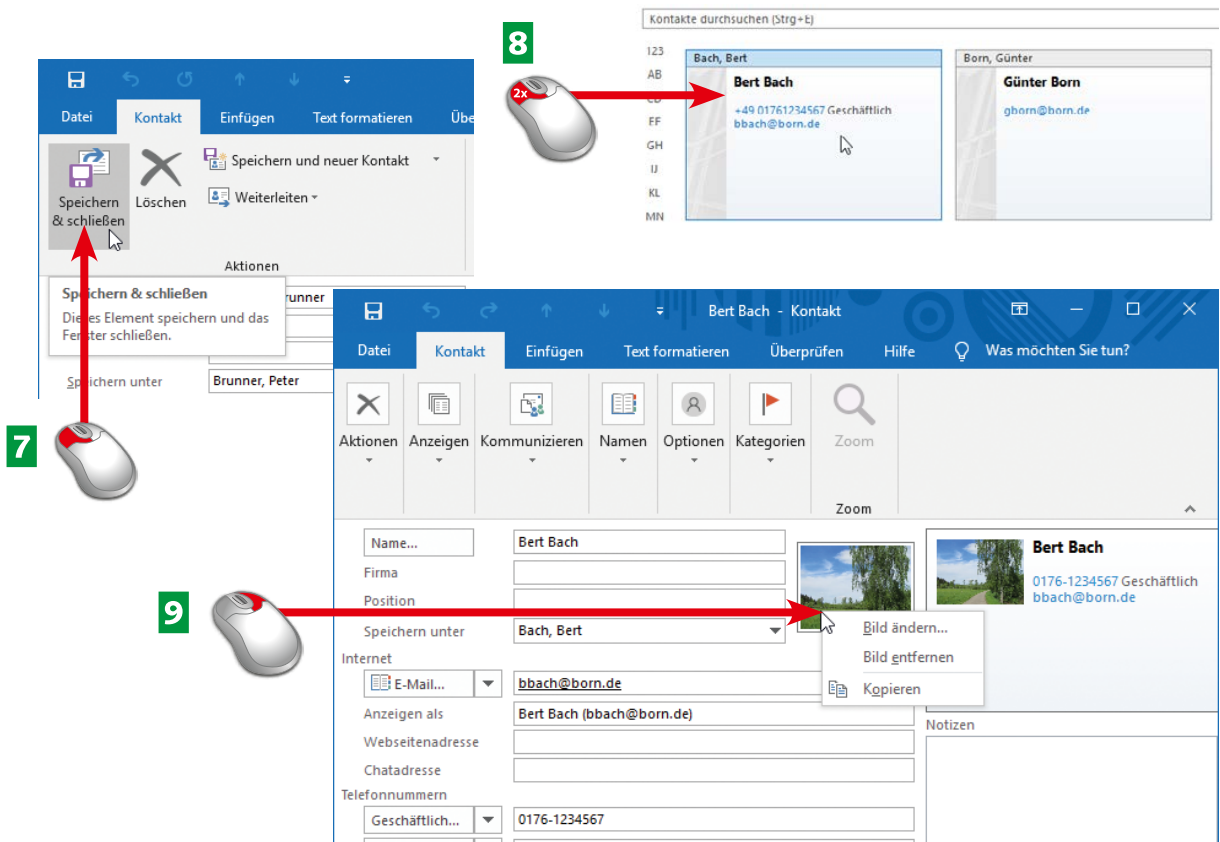 8
Kontakte durchsuchen (Strg+E)
123
AB
CD
EF
GH
IJ
KL
MN
Bach, Bert
Bert Bach
+49 01761234567 Geschäftlich
bbach@born.de
Born, Günter
Günter Born
gborn@born.de
2x
Datei Kontakt Einfügen Text formatieren Übe
Speichern
& schließen
Löschen
Speichern und neuer Kontakt
Weiterleiten
Aktionen
Speichern & schließen
Dieses Element speichern und das
Fenster schließen.
runner
Speichern unter
Brunner, Peter
7
Bert Bach - Kontakt
Datei Kontakt Einfügen Text formatieren Überprüfen Hilfe Was möchten Sie tun?
Aktionen Anzeigen Kommunizieren Namen Optionen Kategorien Zoom
Zoom
Name... Bert Bach
Firma
Position
Speichern unter Bach, Bert
Internet
E-Mail... bbach@born.de
Anzeigen als Bert Bach (bbach@born.de)
Webseitenadresse
Chatadresse
Telefonnummern
Geschäftlich... 0176-1234567
9
Bild ändern...
Bild entfernen
Kopieren
Bert Bach
0176-1234567 Geschäftlich
bbach@born.de
Notizen